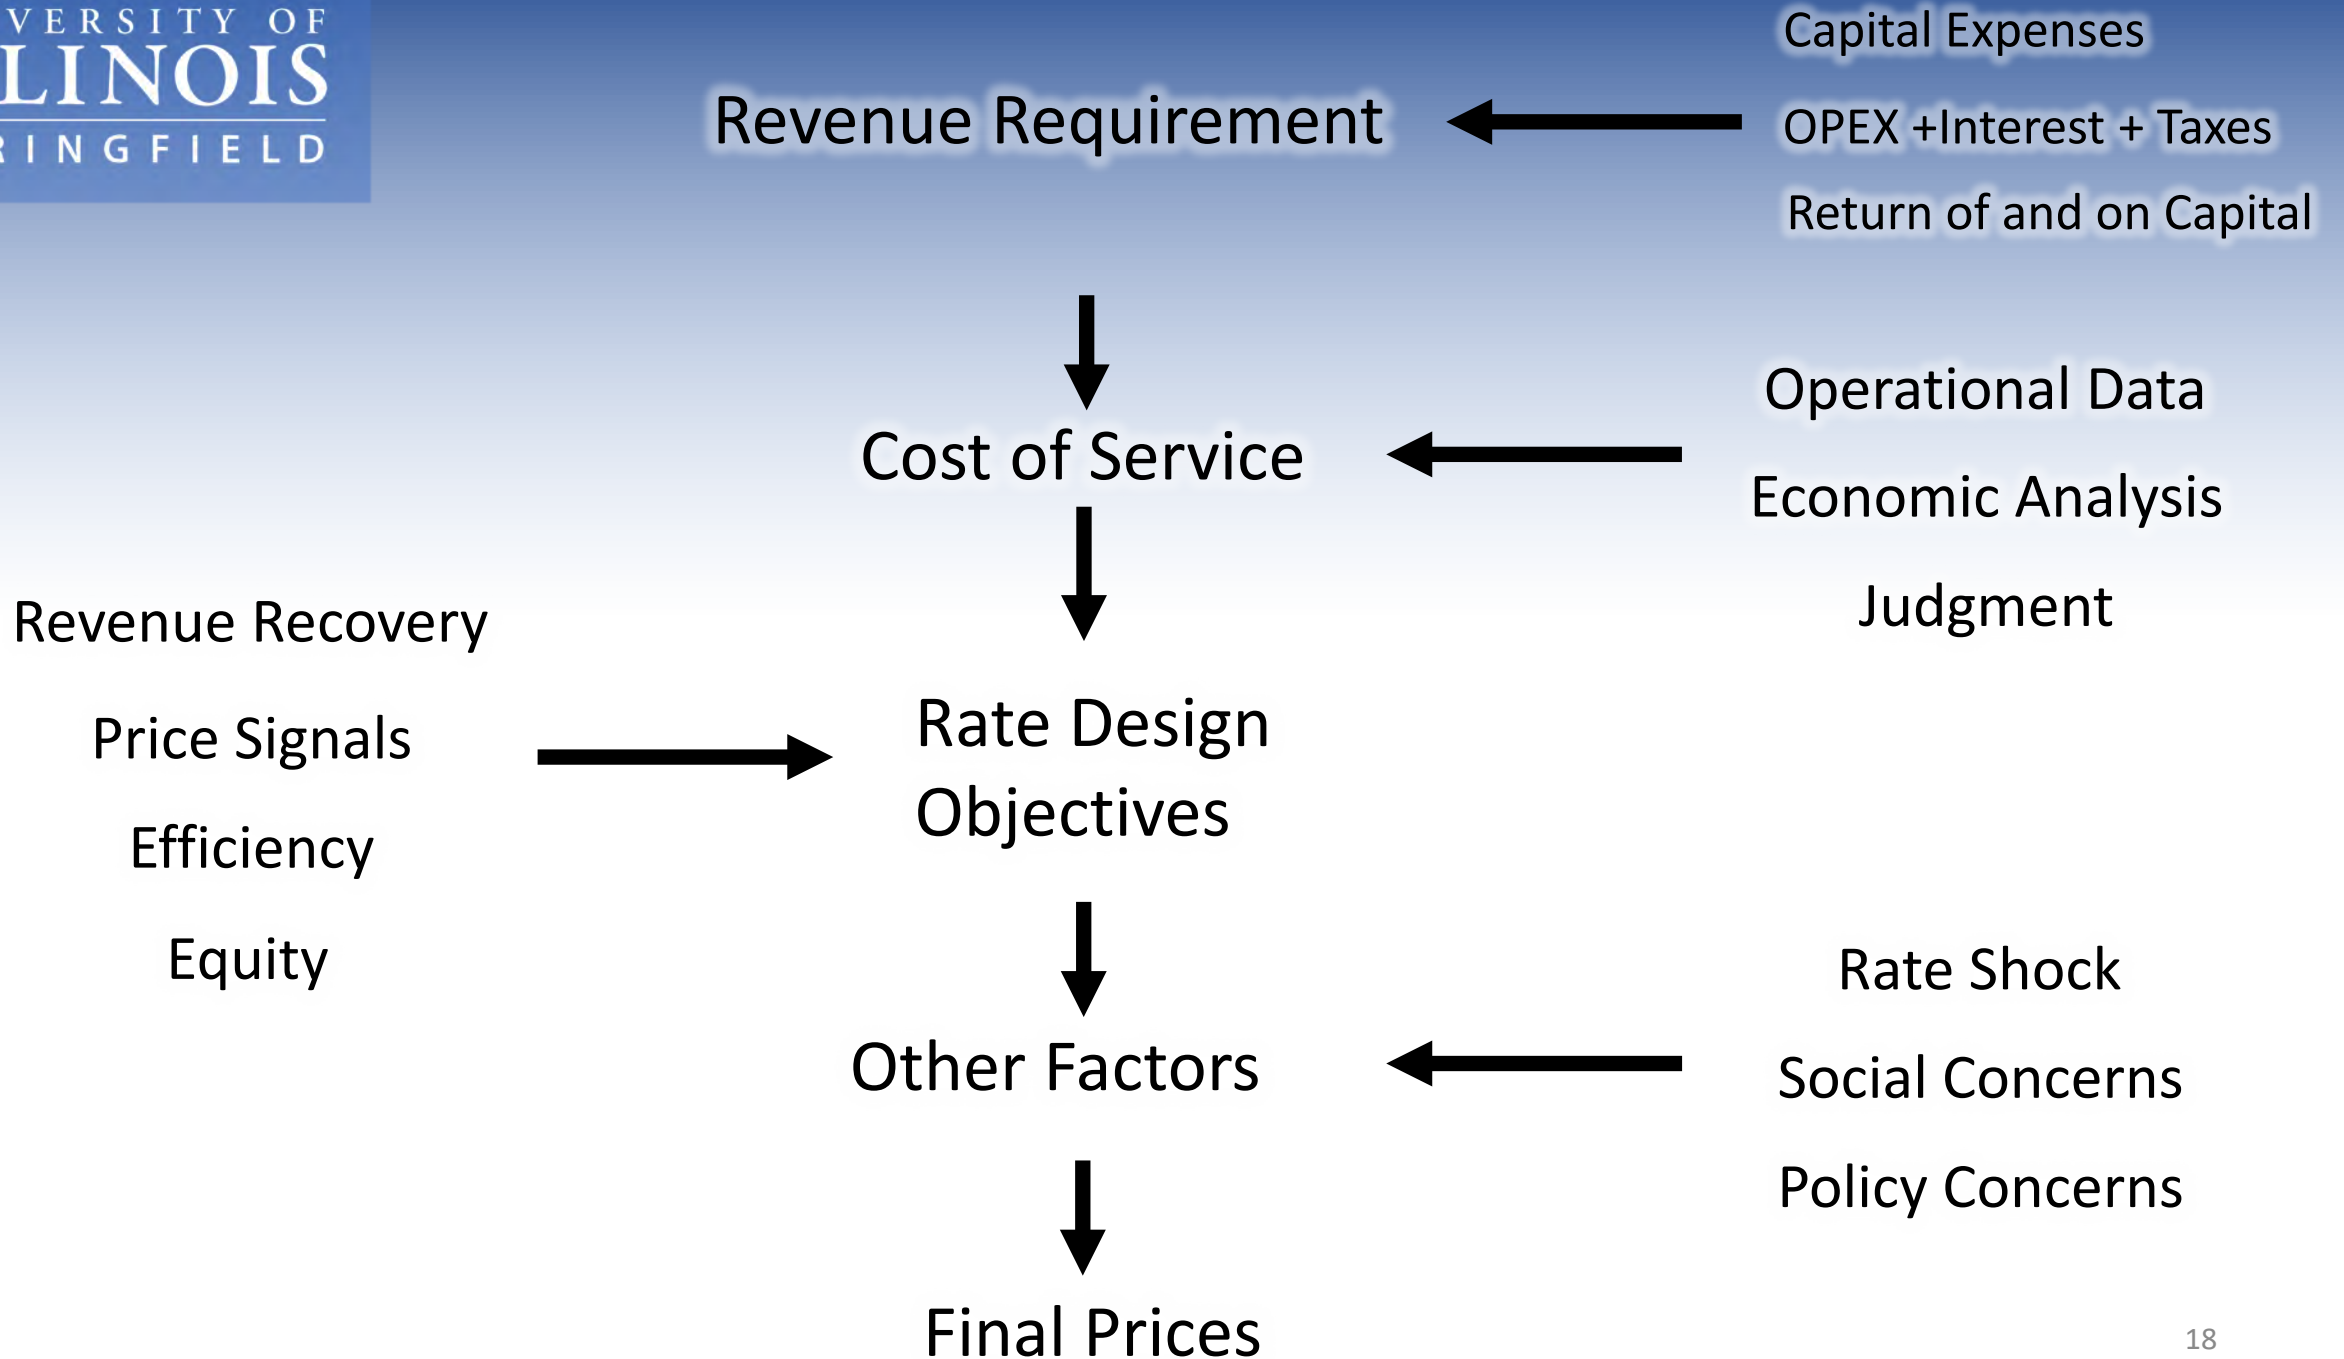 VERSITY OF
LINOIS
RINGFIELD
Capital Expenses
Revenue Requirement
OPEX +Interest + Taxes
Return of and on Capital
Operational Data
Cost of Service
Economic Analysis
Judgment
Revenue Recovery
Price Signals
Efficiency
Equity
Rate Design
Objectives
Rate Shock
Other Factors
Social Concerns
Policy Concerns
Final Prices
18